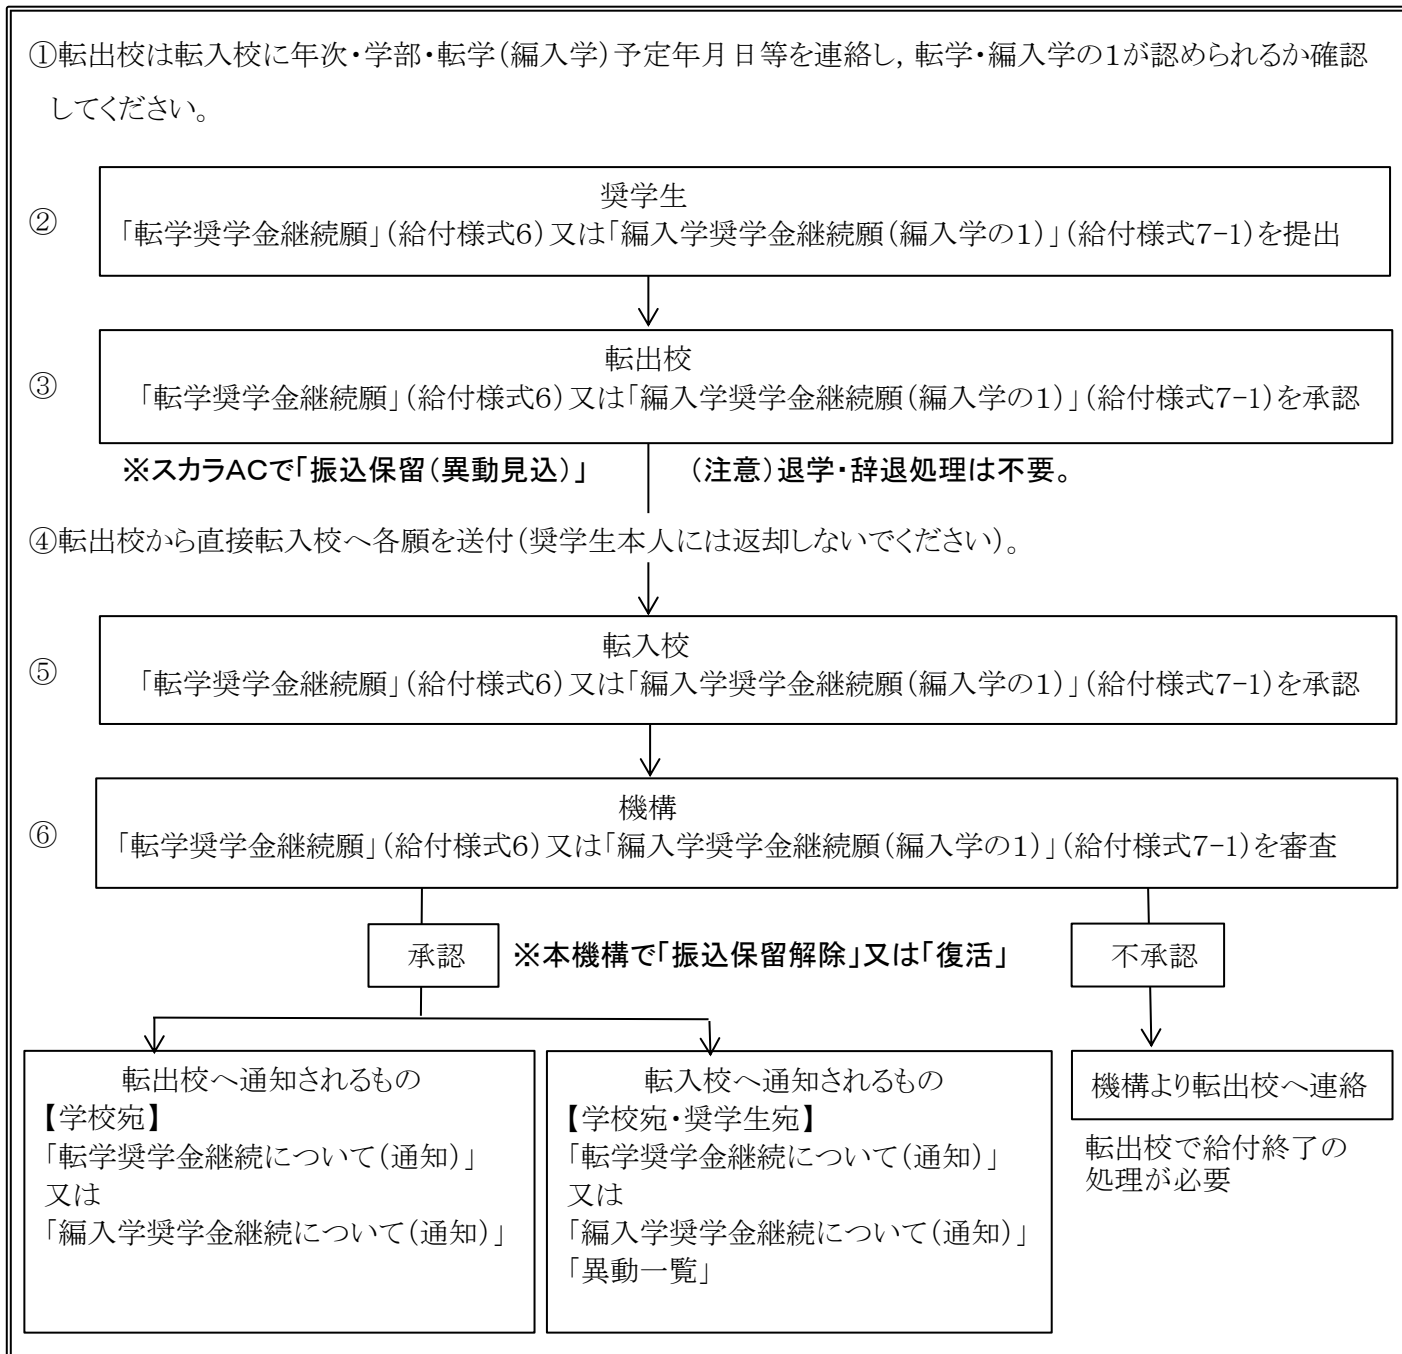 ①転出校は転入校に年次・学部・転学(編入学)予定年月日等を連絡し,転学・編入学の1が認められるか確認
してください。
奨学生
②
「転学奨学金継続願」(給付様式6)又は「編入学奨学金継続願(編入学の1)」(給付様式7-1)を提出
転出校
③
「転学奨学金継続願」(給付様式6)又は「編入学奨学金継続願(編入学の1)」(給付様式7-1)を承認
※スカラACで「振込保留(異動見込)」
(注意)退学・辞退処理は不要。
④転出校から直接転入校へ各願を送付(奨学生本人には返却しないでください)。
転入校
⑤
「転学奨学金継続願」(給付様式6)又は「編入学奨学金継続願(編入学の1)」(給付様式7-1)を承認
機構
⑥
「転学奨学金継続願」(給付様式6)又は「編入学奨学金継続願(編入学の1)」(給付様式7-1)を審査
承認
※本機構で「振込保留解除」又は「復活」
不承認
転出校へ通知されるもの
【学校宛】
「転学奨学金継続について(通知)」
又は
「編入学奨学金継続について(通知)」
転入校へ通知されるもの
【学校宛・奨学生宛】
「転学奨学金継続について(通知)」
又は
「編入学奨学金継続について(通知)」
「異動一覧」
機構より転出校へ連絡
転出校で給付終了の
処理が必要